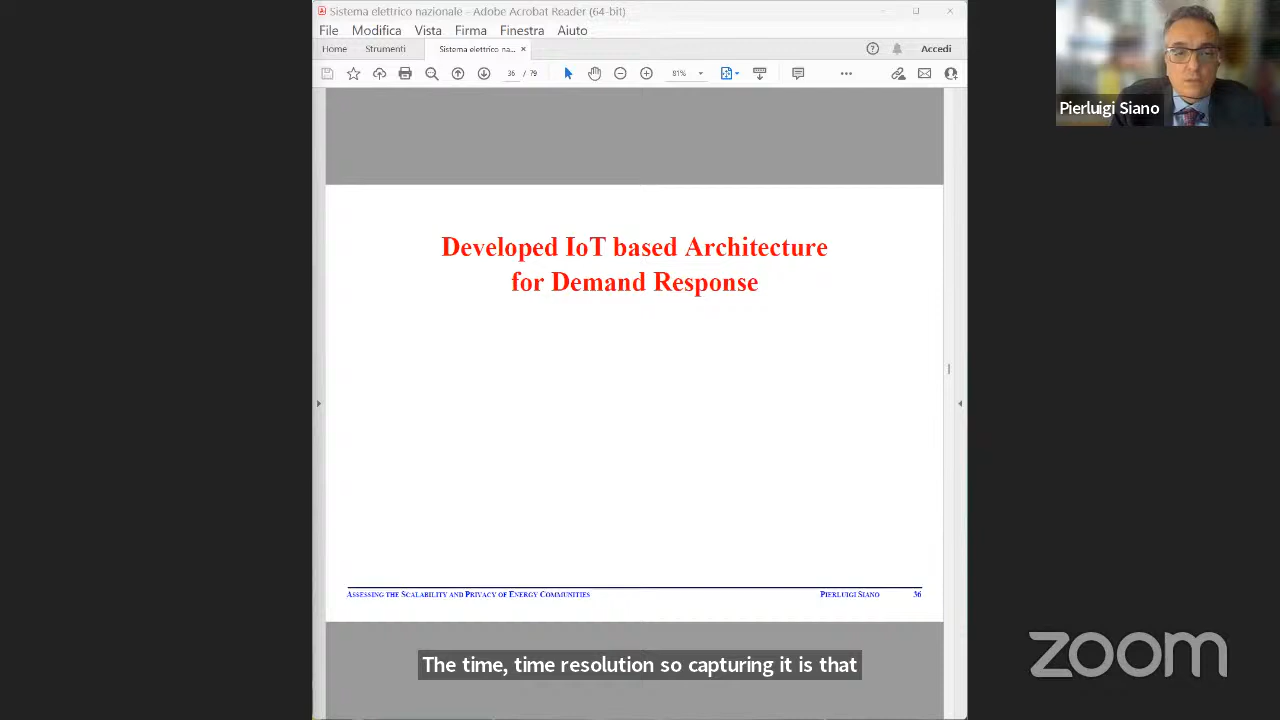 Sistema elettrico nazionale - Adobe Acrobat Reader (64-bit)
File Modifica Vista Firma Finestra Aiuto
Home Strumenti Sistema elettrico na... Accedi
36 / 79 81%
Pierluigi Siano
Developed IoT based Architecture
for Demand Response
ASSESSING THE SCALABILITY AND PRIVACY OF ENERGY COMMUNITIES PIERLUIGI SIANO 36
The time, time resolution so capturing it is that
zoom